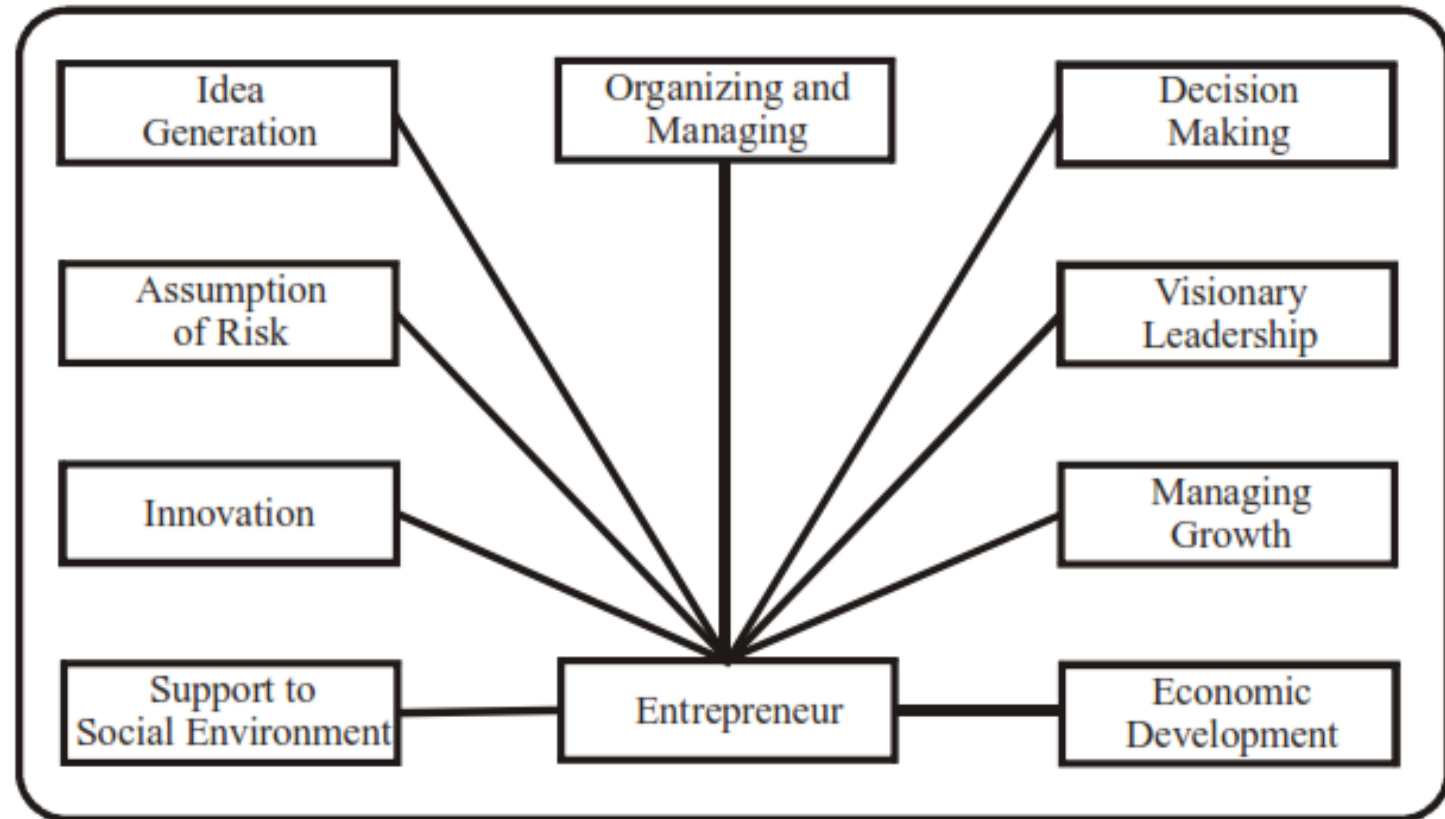 Idea
Generation
Organizing and
Managing
Decision
Making
Assumption
of Risk
Visionary
Leadership
Innovation
Managing
Growth
Support to
Social Environment
Entrepreneur
Economic
Development